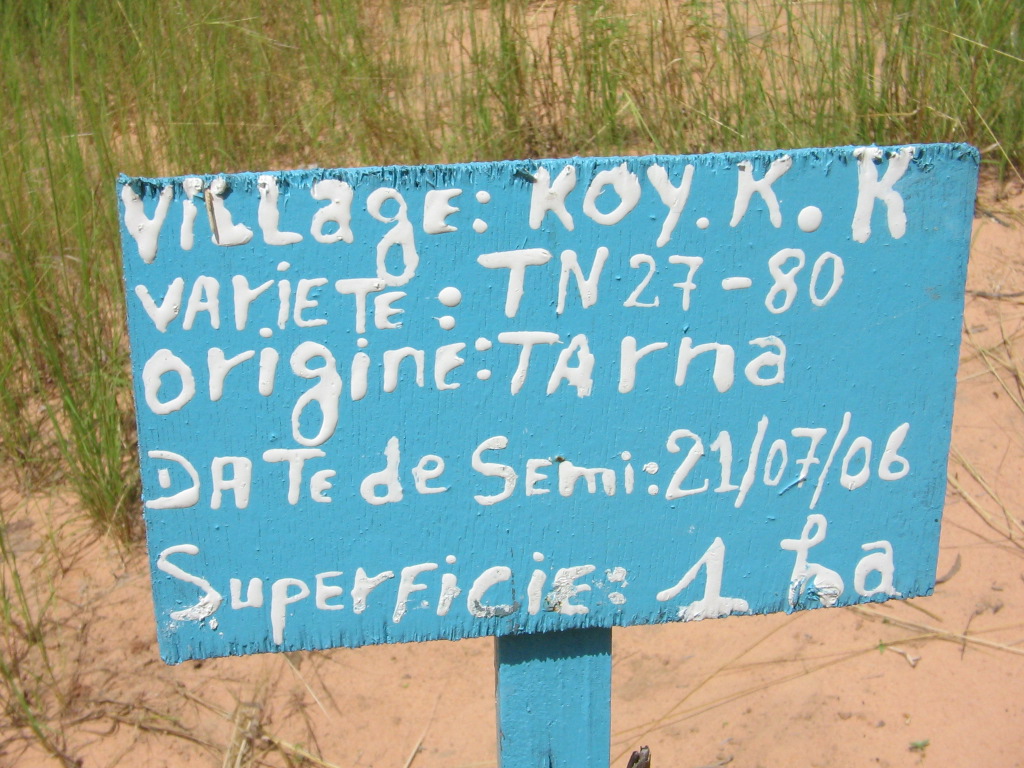 Village: KOY. K. K
VARIETE: TN 27-80
Origine: TArna
DATE de Semi: 21/07/06
Superficie: 1 ha